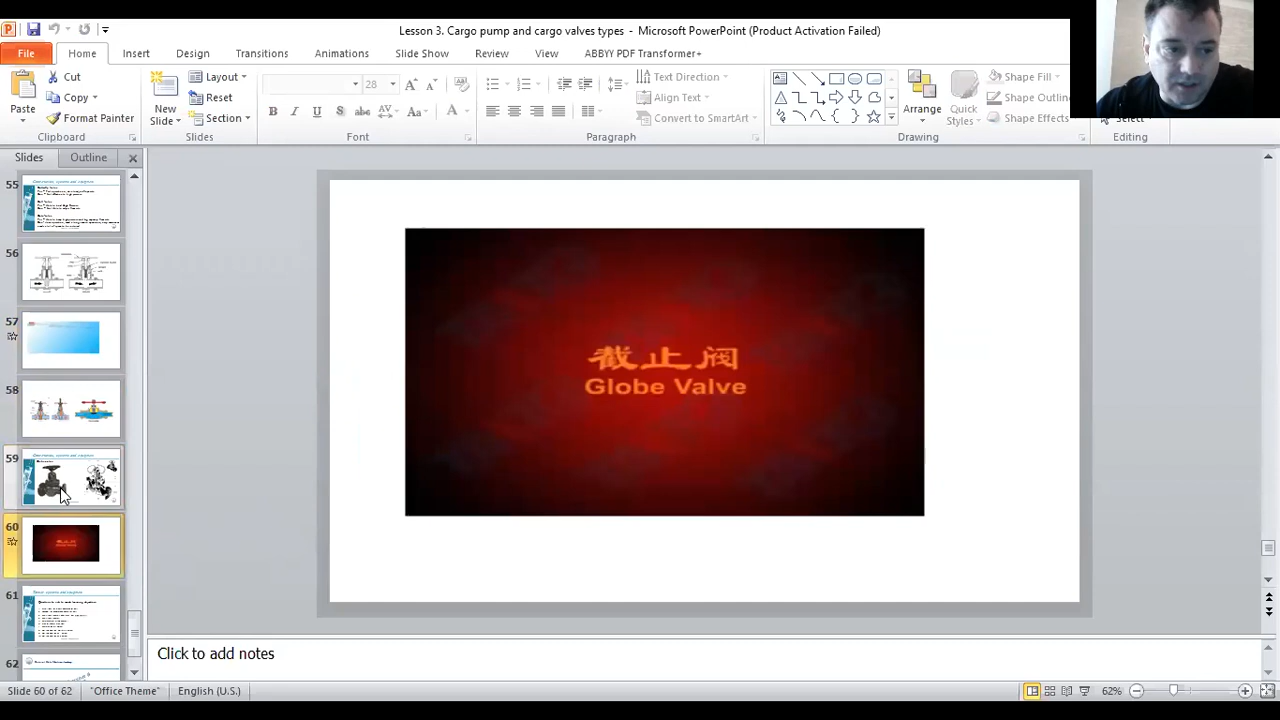 Lesson 3. Cargo pump and cargo valves types - Microsoft PowerPoint (Product Activation Failed)
File Home Insert Design Transitions Animations Slide Show Review View ABBYY PDF Transformer+
Paste
Cut
Copy
Format Painter
Clipboard
New Slide
Layout
Reset
Section
Slides
28
B I U S abc AV Aa A
Font
Text Direction
Align Text
Convert to SmartArt
Paragraph
Arrange
Quick Styles
Shape Fill
Shape Outline
Shape Effects
Drawing
Editing
Slides Outline
55
56
57
58
59
60
61
62
截止阀
Globe Valve
Click to add notes
Slide 60 of 62 "Office Theme" English (U.S.) 62%